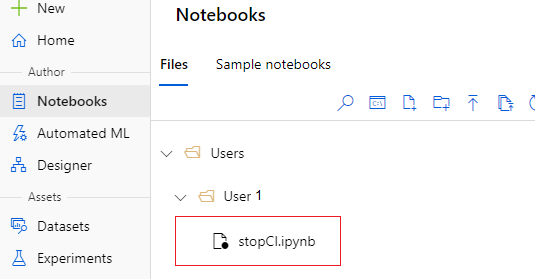 New
Home
Author
Notebooks
Automated ML
Designer
Assets
Datasets
Experiments
Notebooks
Files
Sample notebooks
Users
User 1
stopCI.ipynb